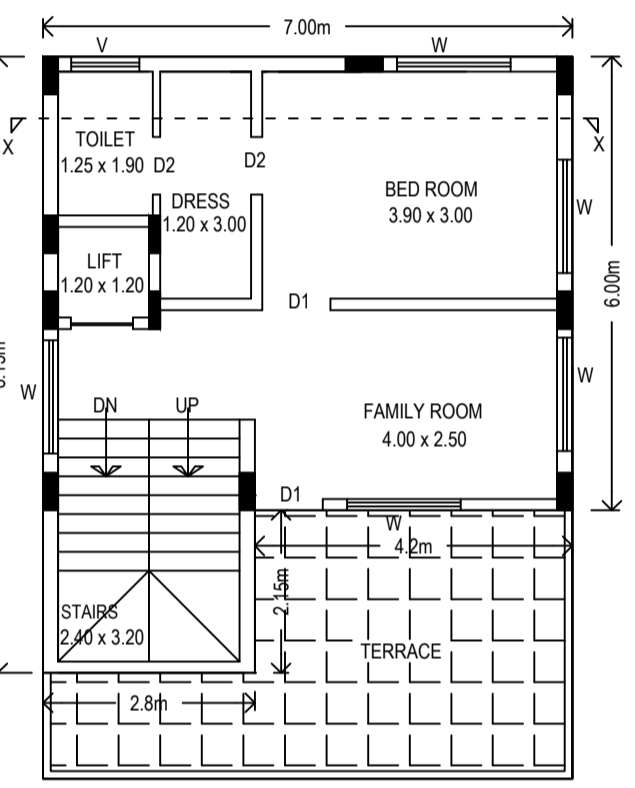 7.00m
V
W
X
TOILET
1.25 x 1.90
D2
D2
X
BED ROOM
3.90 x 3.00
DRESS
1.20 x 3.00
W
LIFT
1.20 x 1.20
6.00m
D1
W
W
DN
UP
FAMILY ROOM
4.00 x 2.50
D1
W
4.2m
2.15m
STAIRS
2.40 x 3.20
TERRACE
2.8m